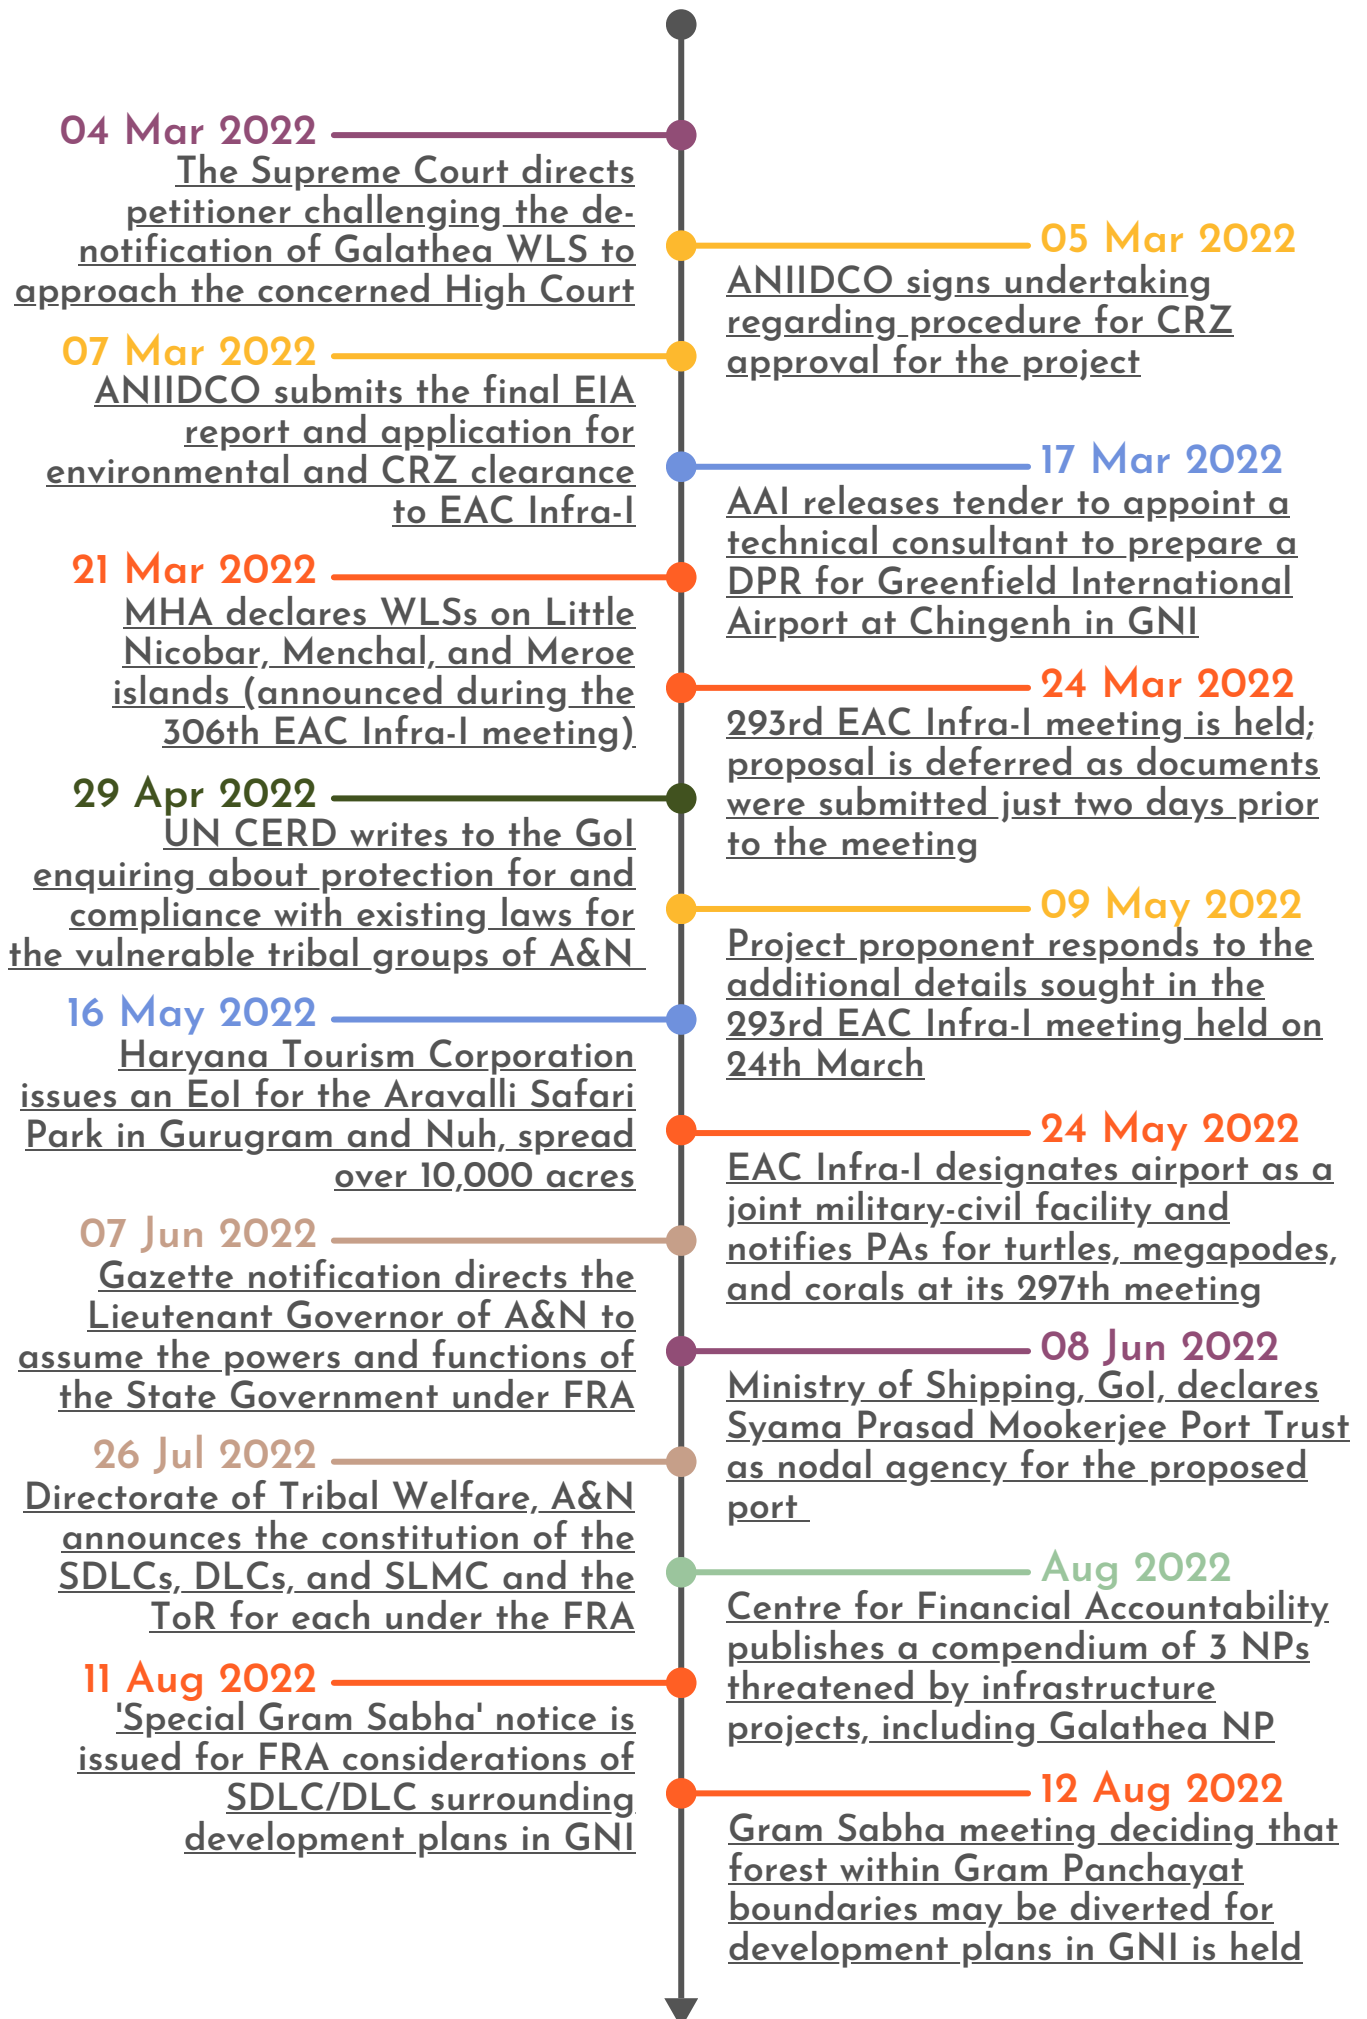 04 Mar 2022
The Supreme Court directs
petitioner challenging the de-
notification of Galathea WLS to
approach the concerned High Court
05 Mar 2022
ANIIDCO signs undertaking
regarding procedure for CRZ
approval for the project
07 Mar 2022
ANIIDCO submits the final EIA
report and application for
environmental and CRZ clearance
to EAC Infra-I
17 Mar 2022
AAI releases tender to appoint a
technical consultant to prepare a
DPR for Greenfield International
Airport at Chingenh in GNI
21 Mar 2022
MHA declares WLSs on Little
Nicobar, Menchal, and Meroe
islands (announced during the
306th EAC Infra-I meeting)
24 Mar 2022
293rd EAC Infra-I meeting is held;
proposal is deferred as documents
were submitted just two days prior
to the meeting
29 Apr 2022
UN CERD writes to the GoI
enquiring about protection for and
compliance with existing laws for
the vulnerable tribal groups of A&N
09 May 2022
Project proponent responds to the
additional details sought in the
293rd EAC Infra-I meeting held on
24th March
16 May 2022
Haryana Tourism Corporation
issues an EoI for the Aravalli Safari
Park in Gurugram and Nuh, spread
over 10,000 acres
24 May 2022
EAC Infra-I designates airport as a
joint military-civil facility and
notifies PAs for turtles, megapodes,
and corals at its 297th meeting
07 Jun 2022
Gazette notification directs the
Lieutenant Governor of A&N to
assume the powers and functions of
the State Government under FRA
08 Jun 2022
Ministry of Shipping, GoI, declares
Syama Prasad Mookerjee Port Trust
as nodal agency for the proposed
port
26 Jul 2022
Directorate of Tribal Welfare, A&N
announces the constitution of the
SDLCs, DLCs, and SLMC and the
ToR for each under the FRA
Aug 2022
Centre for Financial Accountability
publishes a compendium of 3 NPs
threatened by infrastructure
projects, including Galathea NP
11 Aug 2022
'Special Gram Sabha' notice is
issued for FRA considerations of
SDLC/DLC surrounding
development plans in GNI
12 Aug 2022
Gram Sabha meeting deciding that
forest within Gram Panchayat
boundaries may be diverted for
development plans in GNI is held